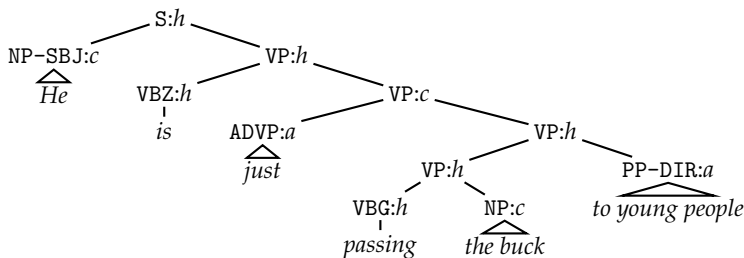 S:h
NP-SBJ:c VP:h
He VBZ:h VP:c
is ADVP:a VP:h
just VP:h PP-DIR:a
VBG:h NP:c to young people
passing the buck